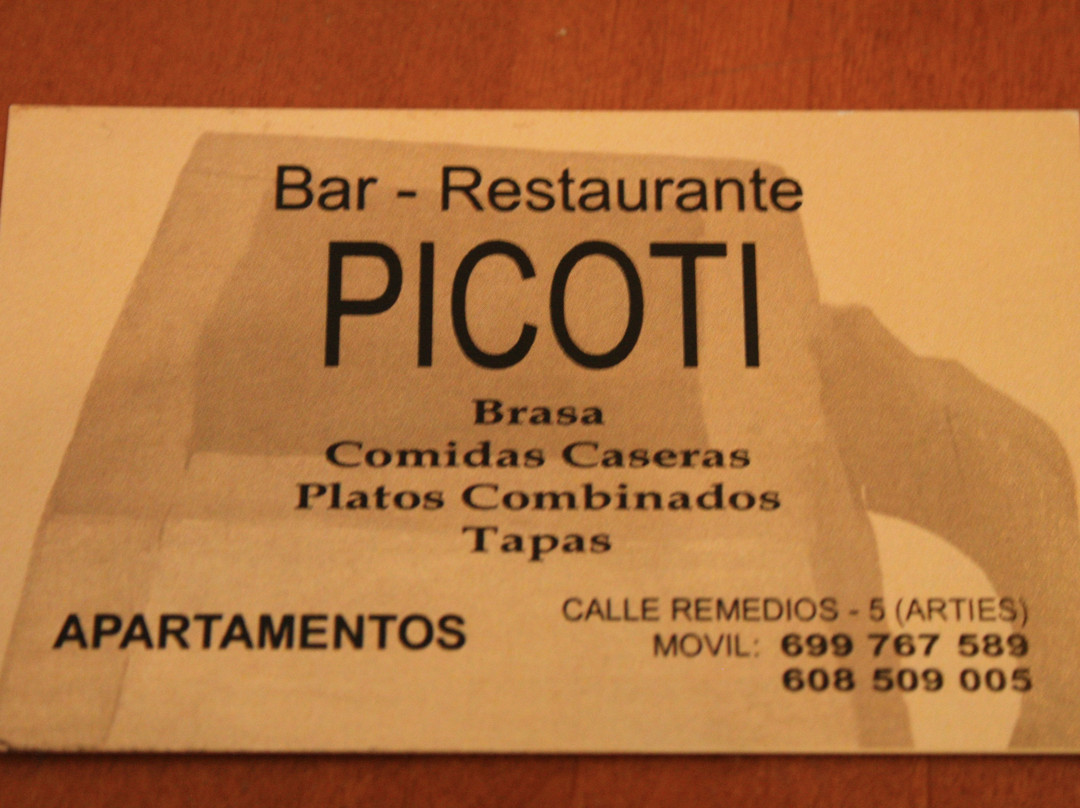 Bar - Restaurante
PICOTI
Brasa
Comidas Caseras
Platos Combinados
Tapas
APARTAMENTOS
CALLE REMEDIOS - 5 (ARTIES)
MOVIL: 699 767 589
608 509 005